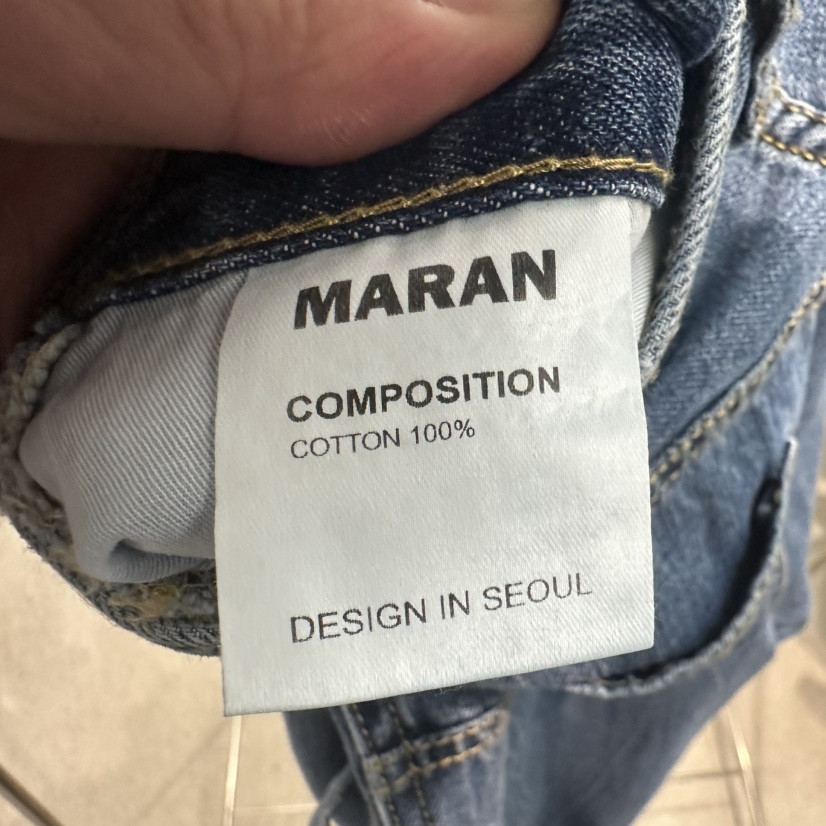 MARAN
COMPOSITION
COTTON 100%
DESIGN IN SEOUL